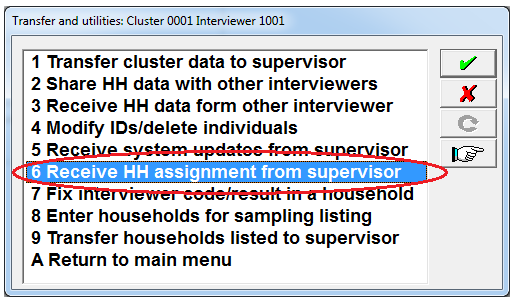 Transfer and utilities: Cluster 0001 Interviewer 1001
1 Transfer cluster data to supervisor
2 Share HH data with other interviewers
3 Receive HH data form other interviewer
4 Modify IDs/delete individuals
5 Receive system updates from supervisor
6 Receive HH assignment from supervisor
7 Fix interviewer code/result in a household
8 Enter households for sampling listing
9 Transfer households listed to supervisor
A Return to main menu